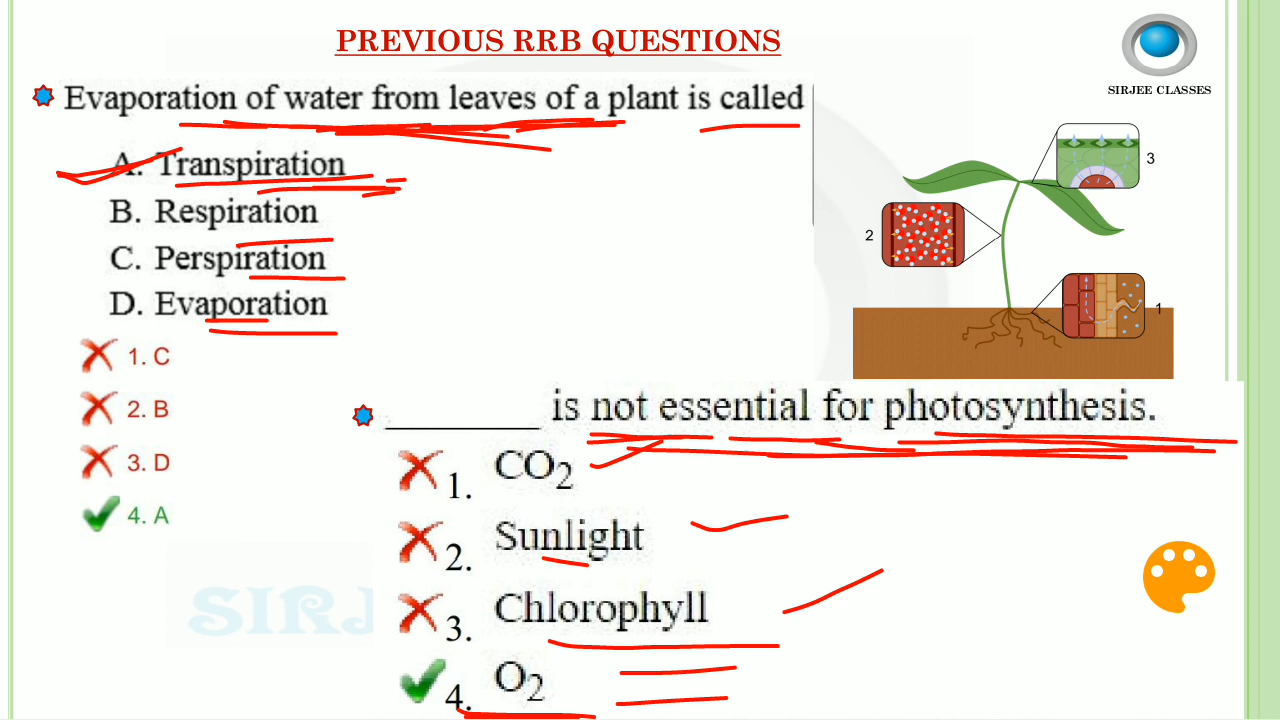 PREVIOUS RRB QUESTIONS
SIRJEE CLASSES
Evaporation of water from leaves of a plant is called
A. Transpiration
B. Respiration
C. Perspiration
D. Evaporation
1. C
2. B
3. D
4. A
3
2
1
________ is not essential for photosynthesis.
1. CO2
2. Sunlight
3. Chlorophyll
4. O2
SIRJ